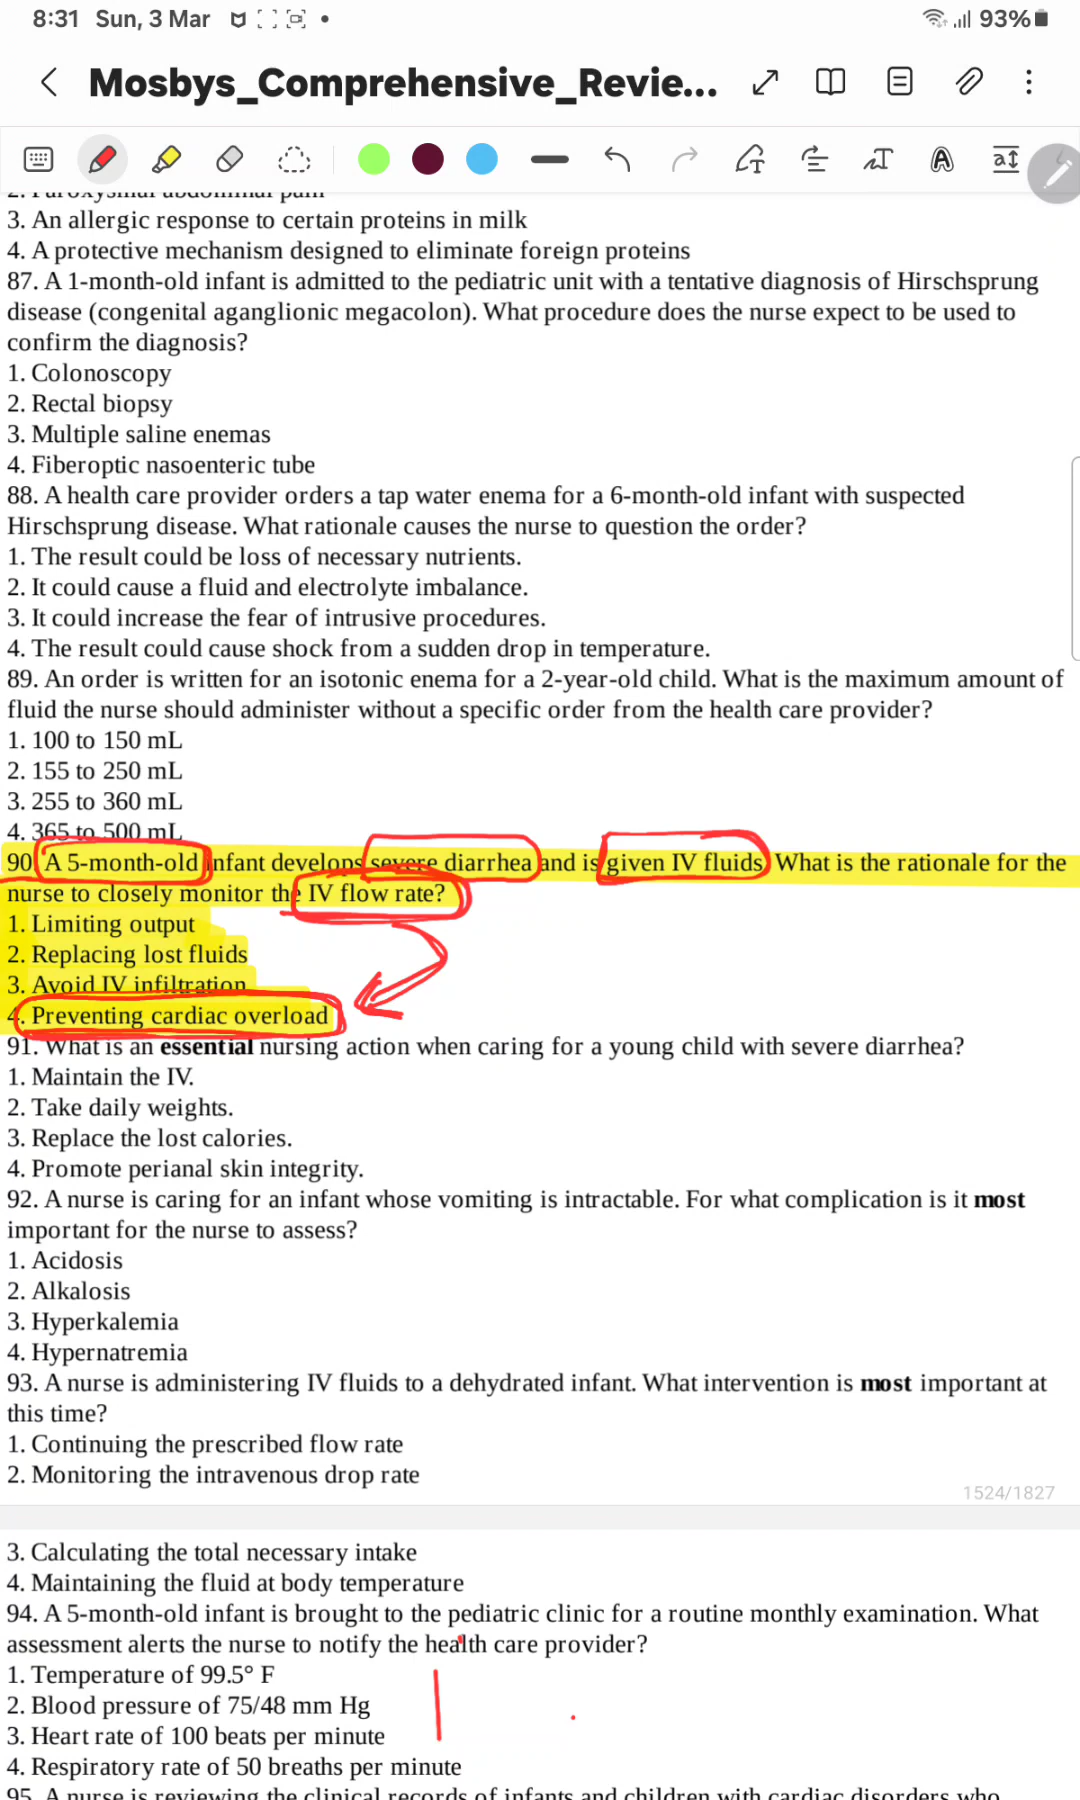 8:31 Sun, 3 Mar
93%
Mosbys_Comprehensive_Revie...
2. Paroxysmal abdominal pain
3. An allergic response to certain proteins in milk
4. A protective mechanism designed to eliminate foreign proteins
87. A 1-month-old infant is admitted to the pediatric unit with a tentative diagnosis of Hirschsprung
disease (congenital aganglionic megacolon). What procedure does the nurse expect to be used to
confirm the diagnosis?
1. Colonoscopy
2. Rectal biopsy
3. Multiple saline enemas
4. Fiberoptic nasoenteric tube
88. A health care provider orders a tap water enema for a 6-month-old infant with suspected
Hirschsprung disease. What rationale causes the nurse to question the order?
1. The result could be loss of necessary nutrients.
2. It could cause a fluid and electrolyte imbalance.
3. It could increase the fear of intrusive procedures.
4. The result could cause shock from a sudden drop in temperature.
89. An order is written for an isotonic enema for a 2-year-old child. What is the maximum amount of
fluid the nurse should administer without a specific order from the health care provider?
1. 100 to 150 mL
2. 155 to 250 mL
3. 255 to 360 mL
4. 365 to 500 mL
90. A 5-month-old infant develops severe diarrhea and is given IV fluids. What is the rationale for the
nurse to closely monitor the IV flow rate?
1. Limiting output
2. Replacing lost fluids
3. Avoid IV infiltration
4. Preventing cardiac overload
91. What is an essential nursing action when caring for a young child with severe diarrhea?
1. Maintain the IV.
2. Take daily weights.
3. Replace the lost calories.
4. Promote perianal skin integrity.
92. A nurse is caring for an infant whose vomiting is intractable. For what complication is it most
important for the nurse to assess?
1. Acidosis
2. Alkalosis
3. Hyperkalemia
4. Hypernatremia
93. A nurse is administering IV fluids to a dehydrated infant. What intervention is most important at
this time?
1. Continuing the prescribed flow rate
2. Monitoring the intravenous drop rate
1524/1827
3. Calculating the total necessary intake
4. Maintaining the fluid at body temperature
94. A 5-month-old infant is brought to the pediatric clinic for a routine monthly examination. What
assessment alerts the nurse to notify the health care provider?
1. Temperature of 99.5° F
2. Blood pressure of 75/48 mm Hg
3. Heart rate of 100 beats per minute
4. Respiratory rate of 50 breaths per minute
95. A nurse is reviewing the clinical records of infants and children with cardiac disorders who